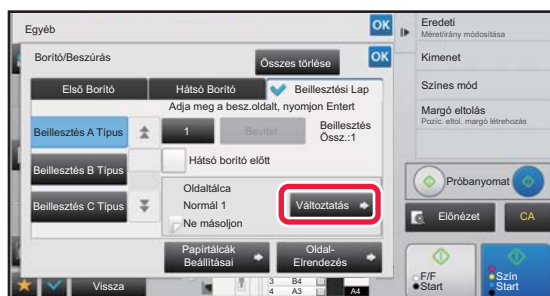 Egyéb
OK
Borító/Beszúrás
Összes törlése
OK
Első Borító
Hátsó Borító
Beillesztési Lap
Adja meg a besz.oldalt, nyomjon Entert
Beillesztés A Típus
1
Bevitel
Beillesztés
Össz.:1
Beillesztés B Típus
Hátsó borító előtt
Beillesztés C Típus
Oldaltálca
Normál 1
Ne másoljon
Változtatás
Papírtálcák
Beállításai
Oldal-
Elrendezés
Vissza
3 B4
4 A3
A4
Eredeti
Méret/irány módosítása
Kimenet
Színes mód
Margó eltolás
Pozíc. eltol. margó létrehozás
Próbanyomat
Előnézet
CA
F/F
Start
Szín
Start